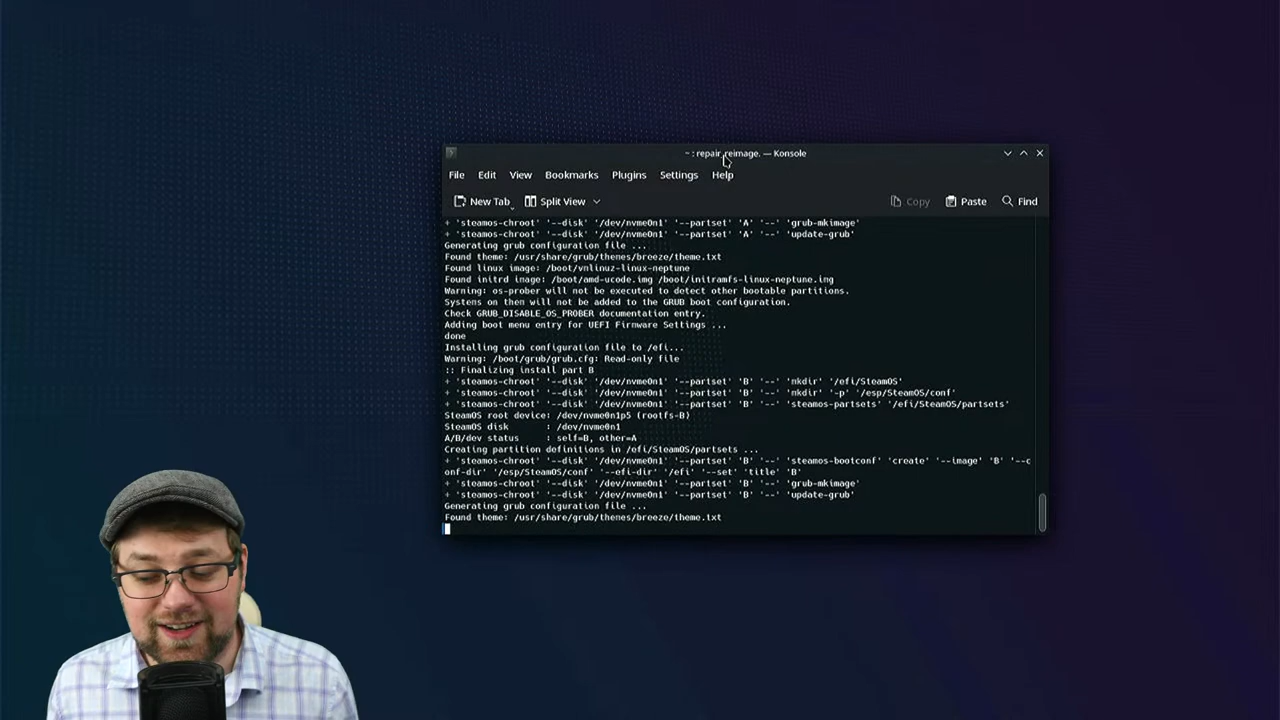 ~ : repair_reimage. — Konsole
File Edit View Bookmarks Plugins Settings Help
New Tab Split View Copy Paste Find
+ 'steamos-chroot' '--disk' '/dev/nvme0n1' '--partset' 'A' '--' 'grub-mkimage'
+ 'steamos-chroot' '--disk' '/dev/nvme0n1' '--partset' 'A' '--' 'update-grub'
Generating grub configuration file ...
Found theme: /usr/share/grub/themes/breeze/theme.txt
Found linux image: /boot/vmlinuz-linux-neptune
Found initrd image: /boot/amd-ucode.img /boot/initramfs-linux-neptune.img
Warning: os-prober will not be executed to detect other bootable partitions.
Systems on them will not be added to the GRUB boot configuration.
Check GRUB_DISABLE_OS_PROBER documentation entry.
Adding boot menu entry for UEFI Firmware Settings ...
done
Installing grub configuration file to /efi...
Warning: /boot/grub/grub.cfg: Read-only file
:: Finalizing install part B
+ 'steamos-chroot' '--disk' '/dev/nvme0n1' '--partset' 'B' '--' 'mkdir' '/efi/SteamOS'
+ 'steamos-chroot' '--disk' '/dev/nvme0n1' '--partset' 'B' '--' 'mkdir' '-p' '/esp/SteamOS/conf'
+ 'steamos-chroot' '--disk' '/dev/nvme0n1' '--partset' 'B' '--' 'steamos-partsets' '/efi/SteamOS/partsets'
SteamOS root device: /dev/nvme0n1p5 (rootfs-B)
SteamOS disk : /dev/nvme0n1
A/B/dev status : self=B, other=A
Creating partition definitions in /efi/SteamOS/partsets ...
+ 'steamos-chroot' '--disk' '/dev/nvme0n1' '--partset' 'B' '--' 'steamos-bootconf' 'create' '--image' 'B' '--c
onf-dir' '/esp/SteamOS/conf' '--efi-dir' '/efi' '--set' 'title' 'B'
+ 'steamos-chroot' '--disk' '/dev/nvme0n1' '--partset' 'B' '--' 'grub-mkimage'
+ 'steamos-chroot' '--disk' '/dev/nvme0n1' '--partset' 'B' '--' 'update-grub'
Generating grub configuration file ...
Found theme: /usr/share/grub/themes/breeze/theme.txt